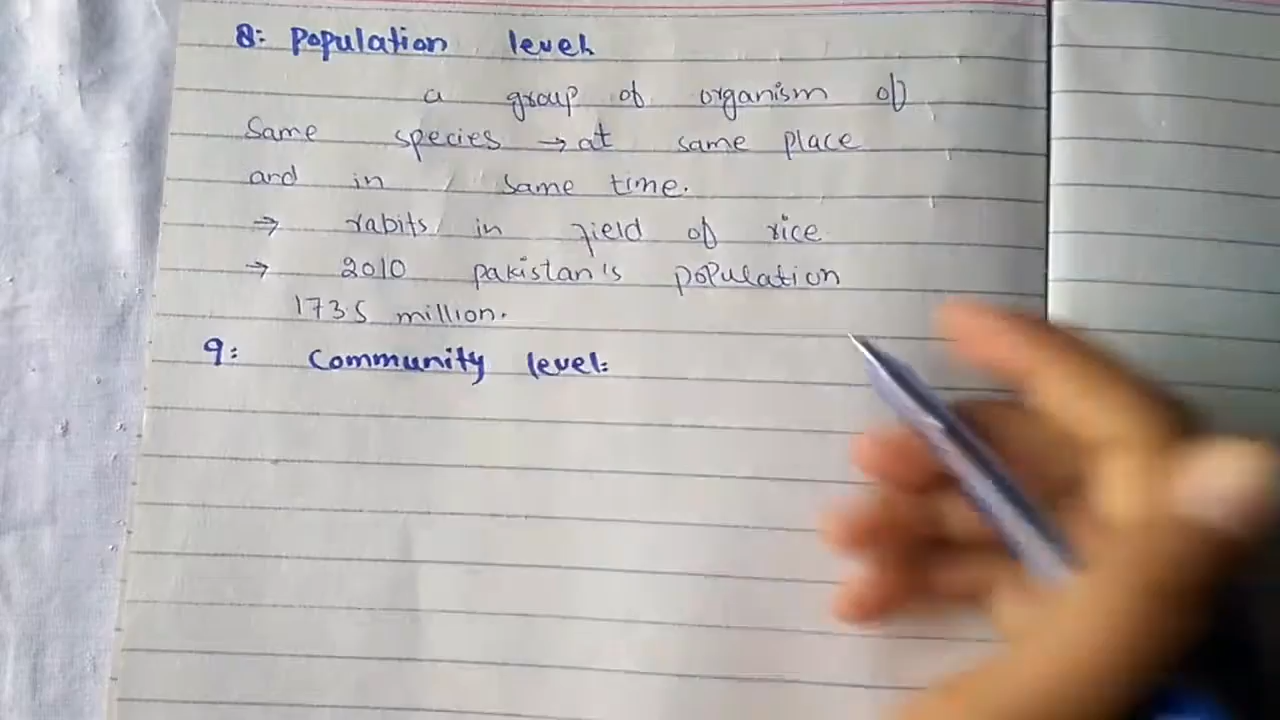 8: Population level
a group of organism of
same species → at same place
and in same time.
⇒ rabits in field of rice
→ 2010 pakistan's population
173.5 million.
9: Community level: